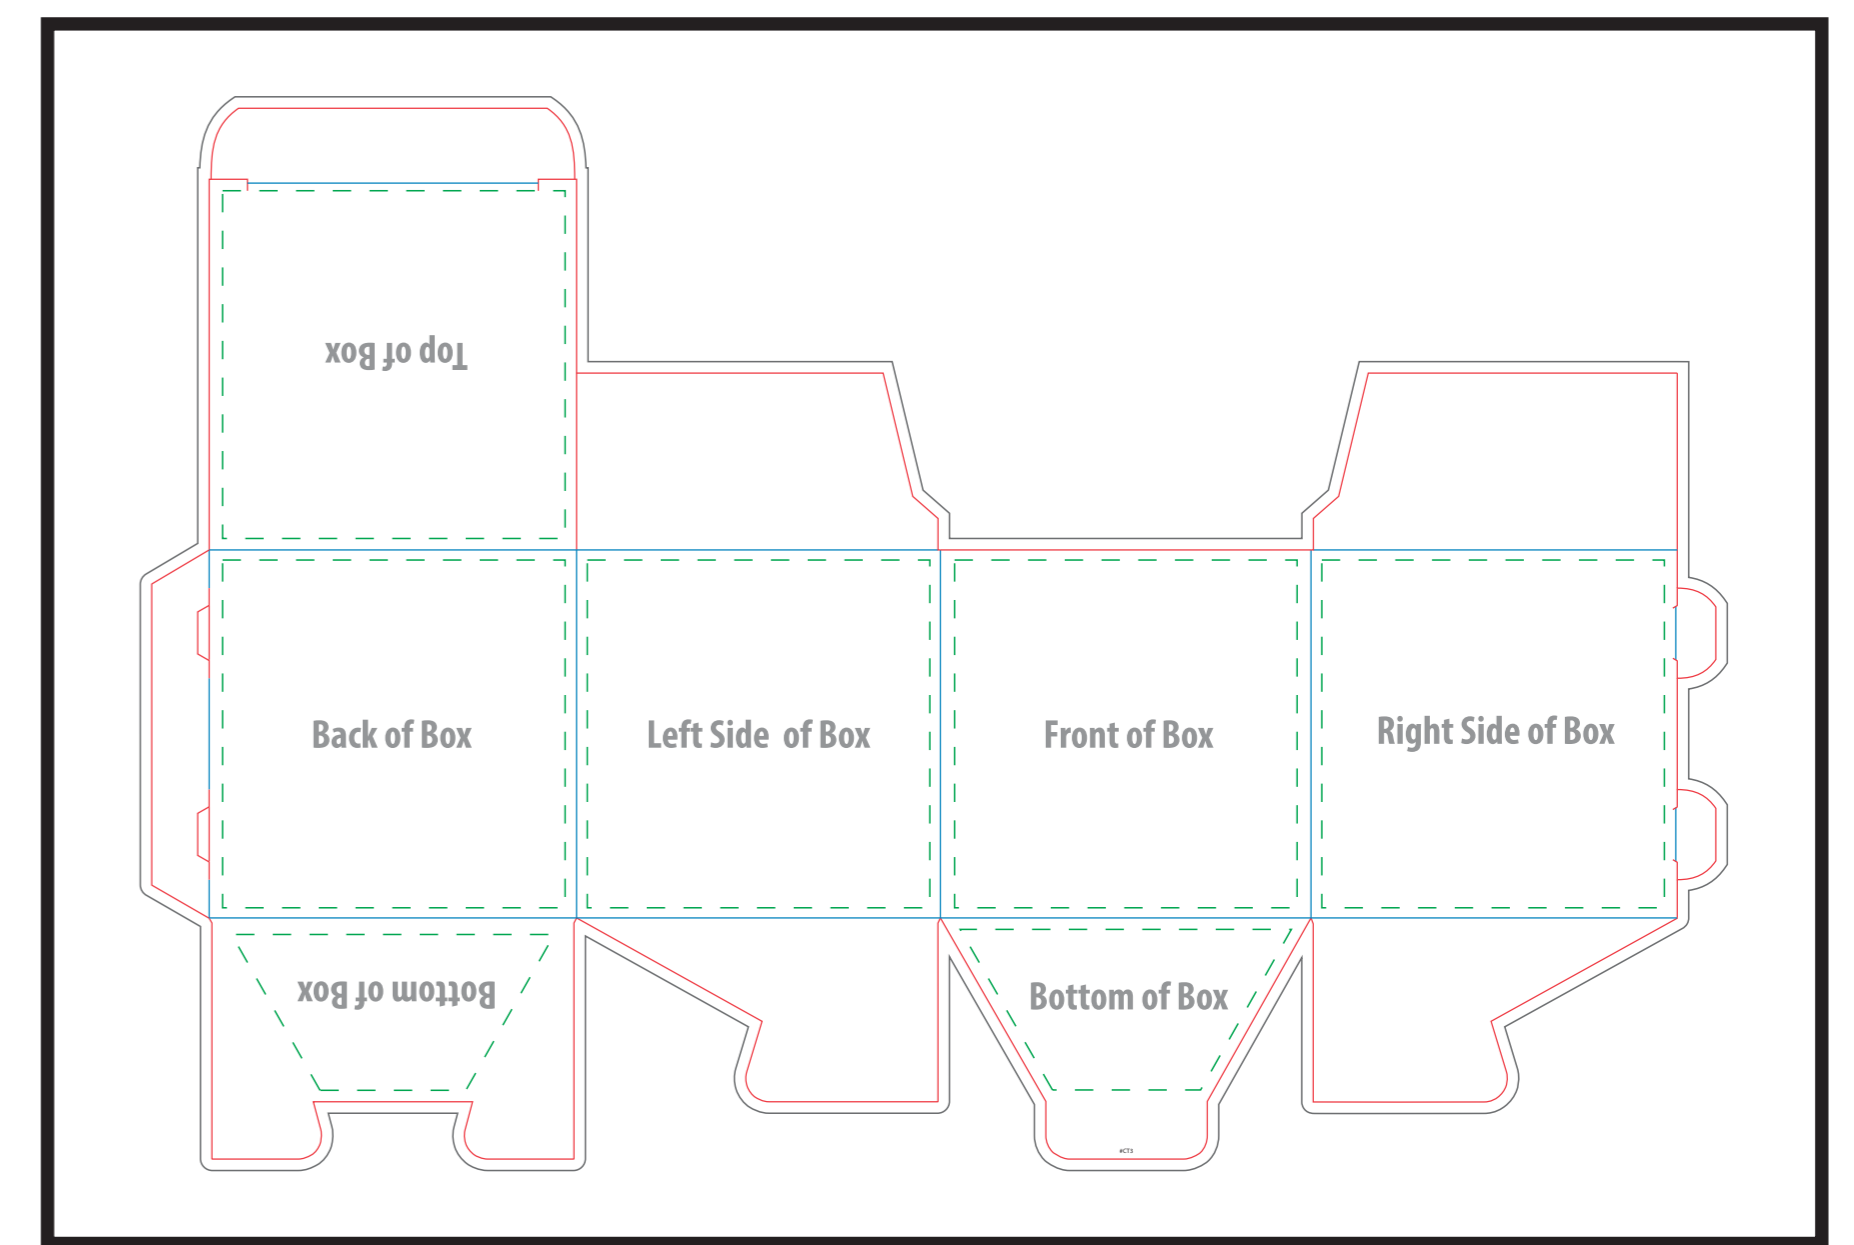 Top of Box
Back of Box
Left Side  of Box
Front of Box
Right Side of Box
Bottom of Box
Bottom of Box
#CT3